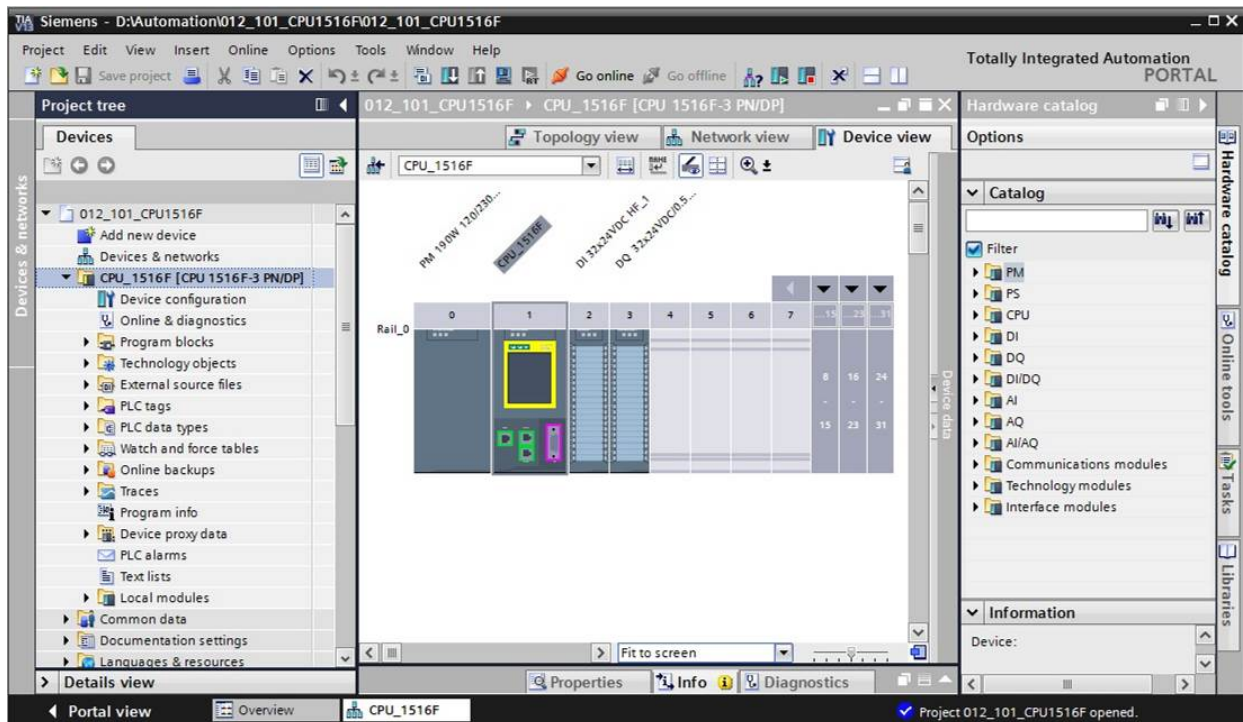 Siemens - D:\Automation\012_101_CPU1516F\012_101_CPU1516F
Project Edit View Insert Online Options Tools Window Help
Totally Integrated Automation
PORTAL
Save project Go online Go offline
Project tree
Devices
Devices & networks
012_101_CPU1516F
Add new device
Devices & networks
CPU_1516F [CPU 1516F-3 PN/DP]
Device configuration
Online & diagnostics
Program blocks
Technology objects
External source files
PLC tags
PLC data types
Watch and force tables
Online backups
Traces
Program info
Device proxy data
PLC alarms
Text lists
Local modules
Common data
Documentation settings
Languages & resources
Details view
012_101_CPU1516F CPU_1516F [CPU 1516F-3 PN/DP]
Topology view Network view Device view
CPU_1516F
PM 190W 120/230...
CPU_1516F
DI 32x24VDC HF_1
DQ 32x24VDC/0.5...
0 1 2 3 4 5 6 7 ...15 ...23 ...31
Rail_0
8 16 24
- - -
15 23 31
Device data
Fit to screen
Properties Info Diagnostics
Hardware catalog
Options
Catalog
Filter
PM
PS
CPU
DI
DQ
DI/DQ
AI
AQ
AI/AQ
Communications modules
Technology modules
Interface modules
Information
Device:
Hardware catalog
Online tools
Tasks
Libraries
Portal view Overview CPU_1516F
Project 012_101_CPU1516F opened.